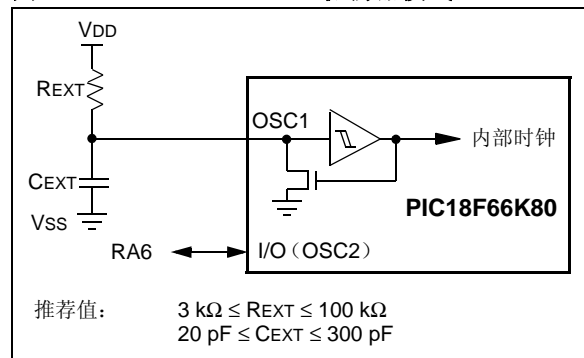 VDD
REXT
OSC1
内部时钟
CEXT
PIC18F66K80
VSS
RA6
I/O（OSC2）
推荐值： 3 kΩ ≤ REXT ≤ 100 kΩ
20 pF ≤ CEXT ≤ 300 pF